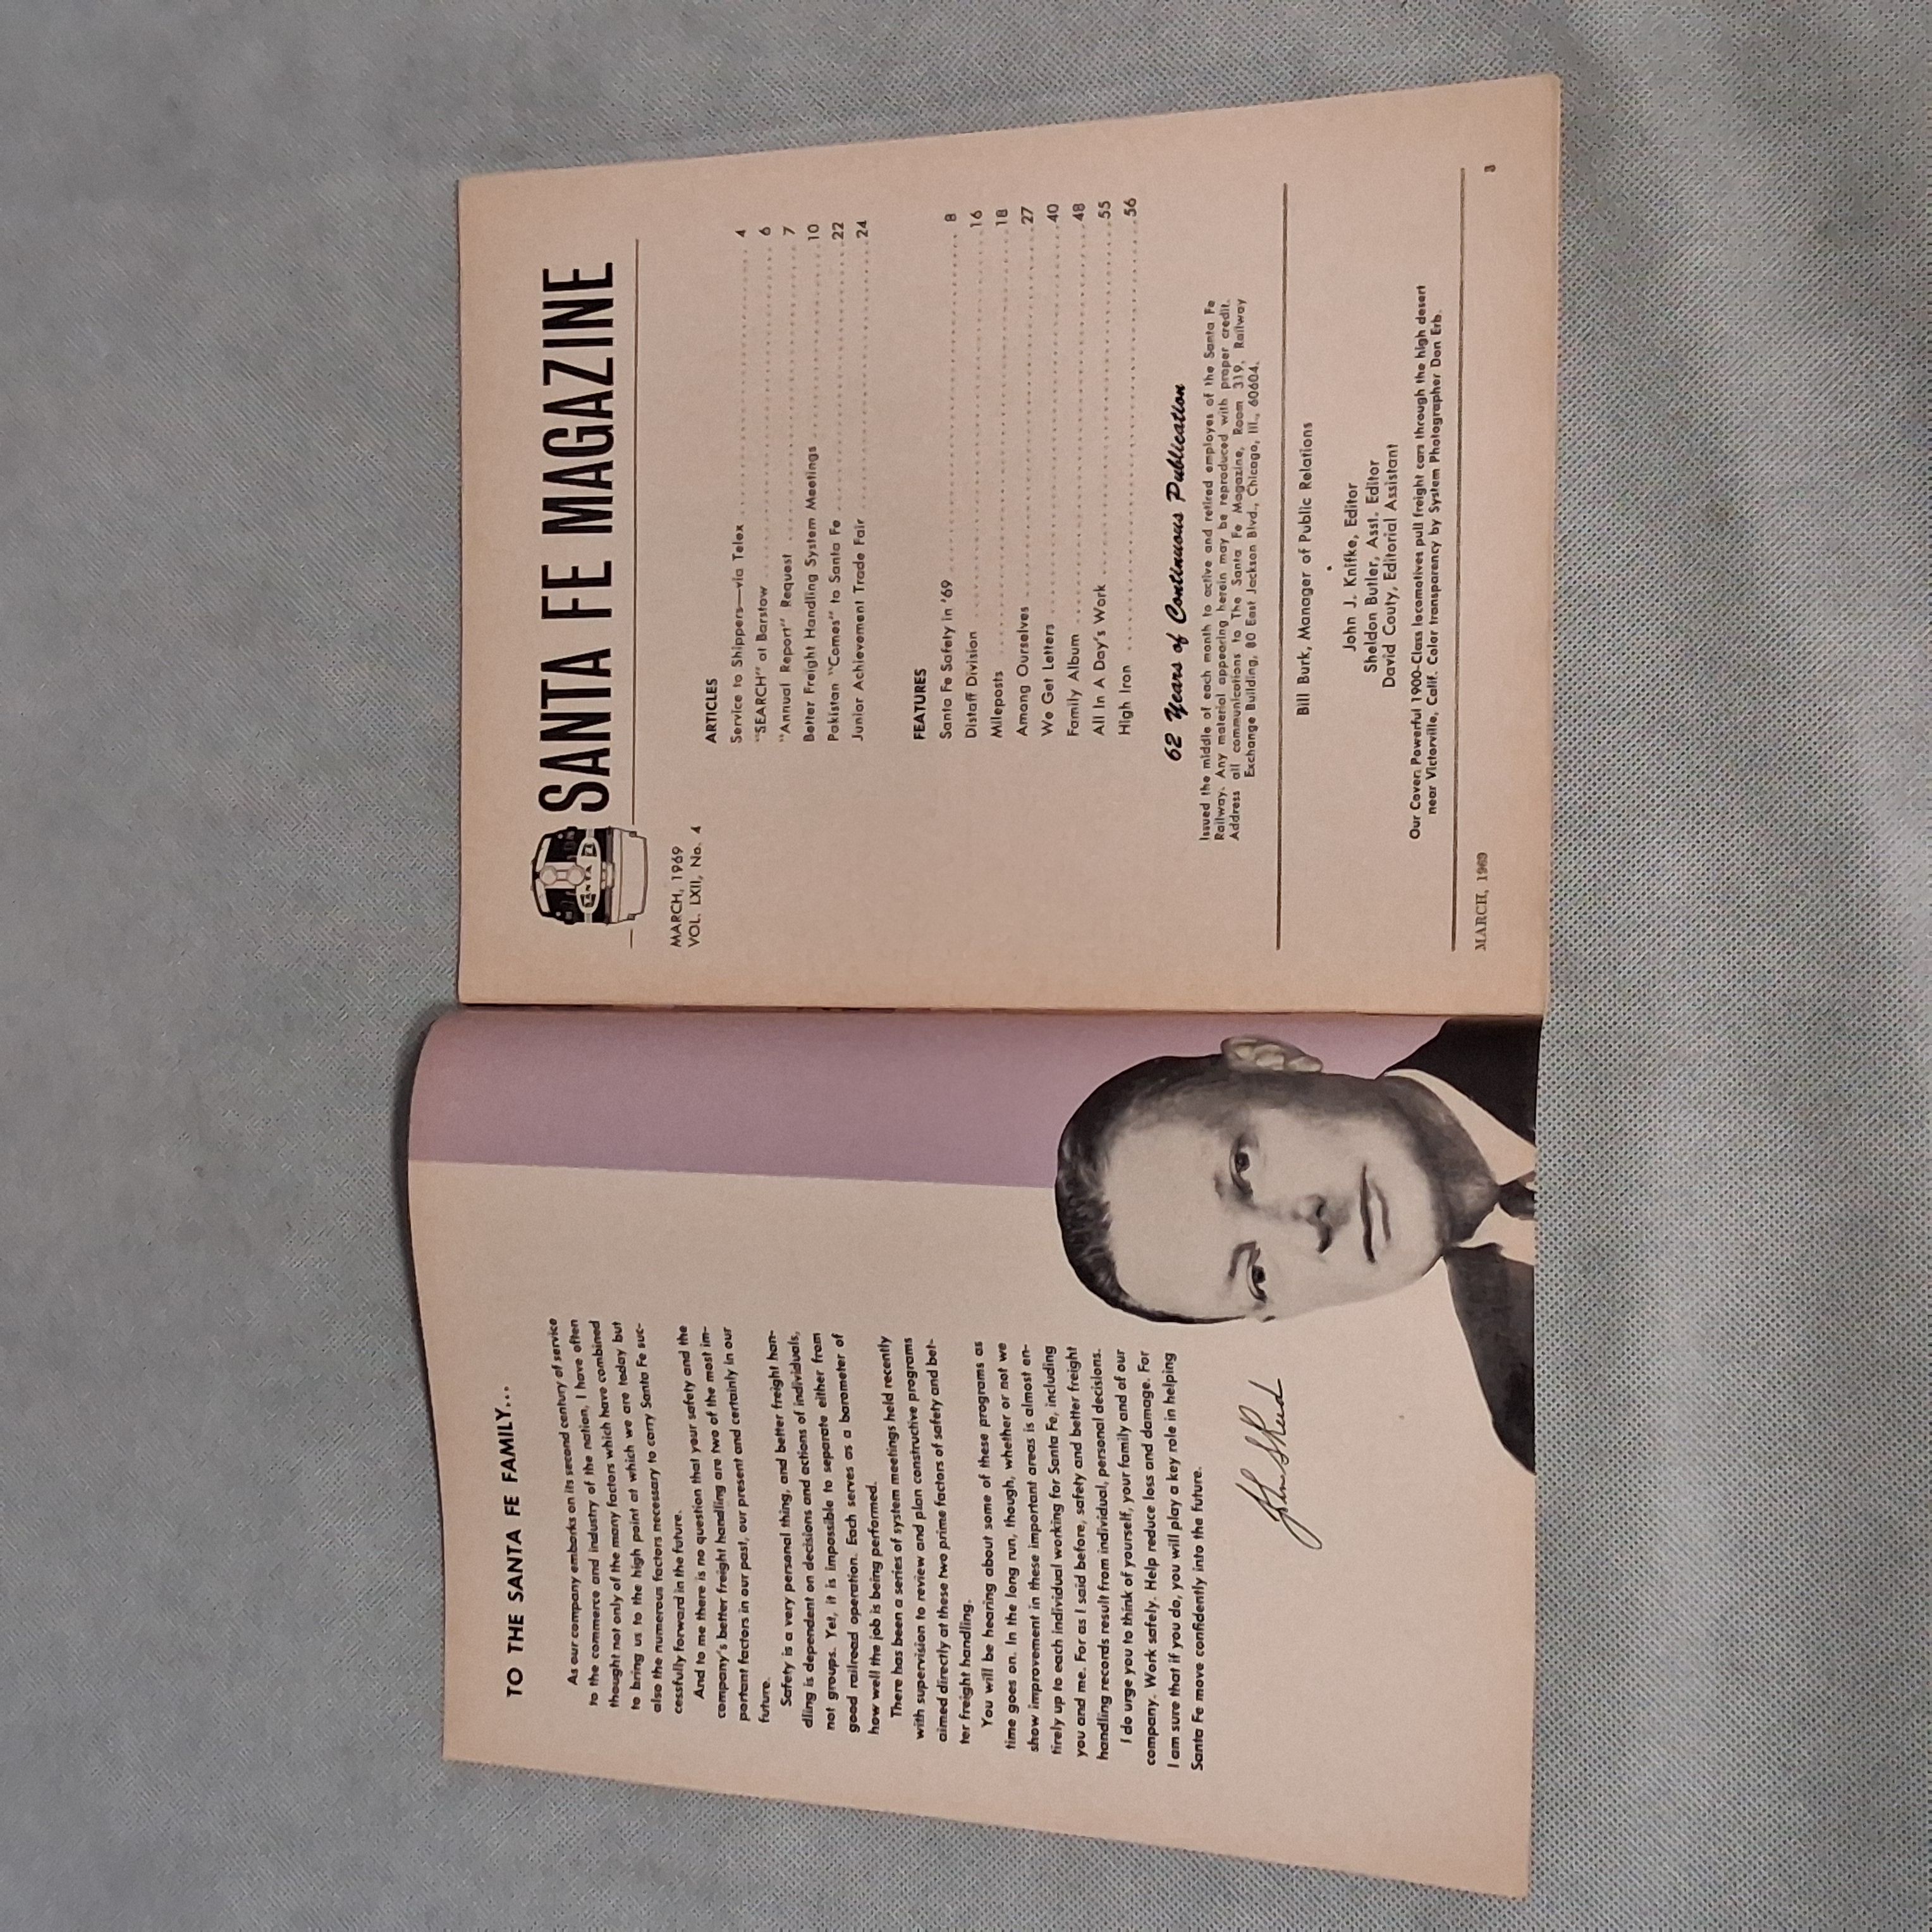 TO THE SANTA FE FAMILY...
As our company embarks on its second century of service
to the commerce and industry of the nation, I have often
thought not only of the many factors which have combined
to bring us to the high point at which we are today but
also the numerous factors necessary to carry Santa Fe suc-
cessfully forward in the future.
And to me there is no question that your safety and the
company's better freight handling are two of the most im-
portant factors in our past, our present and certainly in our
future.
Safety is a very personal thing, and better freight han-
dling is dependent on decisions and actions of individuals,
not groups. Yet, it is impossible to separate either from
good railroad operation. Each serves as a barometer of
how well the job is being performed.
There has been a series of system meetings held recently
with supervision to review and plan constructive programs
aimed directly at these two prime factors of safety and bet-
ter freight handling.
You will be hearing about some of these programs as
time goes on. In the long run, though, whether or not we
show improvement in these important areas is almost en-
tirely up to each individual working for Santa Fe, including
you and me. For as I said before, safety and better freight
handling records result from individual, personal decisions.
I do urge you to think of yourself, your family and of our
company. Work safely. Help reduce loss and damage. For
I am sure that if you do, you will play a key role in helping
Santa Fe move confidently into the future.
John S Reed
SANTA FE
SANTA FE MAGAZINE
MARCH, 1969
VOL. LXII, No. 4
ARTICLES
Service to Shippers—via Telex 4
"SEARCH" at Barstow 6
"Annual Report" Request 7
Better Freight Handling System Meetings 10
Pakistan "Comes" to Santa Fe 22
Junior Achievement Trade Fair 24
FEATURES
Santa Fe Safety in '69 8
Distaff Division 16
Mileposts 18
Among Ourselves 27
We Get Letters 40
Family Album 48
All In A Day's Work 55
High Iron 56
62 Years of Continuous Publication
Issued the middle of each month to active and retired employes of the Santa Fe
Railway. Any material appearing herein may be reproduced with proper credit.
Address all communications to The Santa Fe Magazine, Room 319, Railway
Exchange Building, 80 East Jackson Blvd., Chicago, Ill., 60604.
Bill Burk, Manager of Public Relations
John J. Knifke, Editor
Sheldon Butler, Asst. Editor
David Couty, Editorial Assistant
Our Cover: Powerful 1900-Class locomotives pull freight cars through the high desert
near Victorville, Calif. Color transparency by System Photographer Don Erb.
MARCH, 1969 3